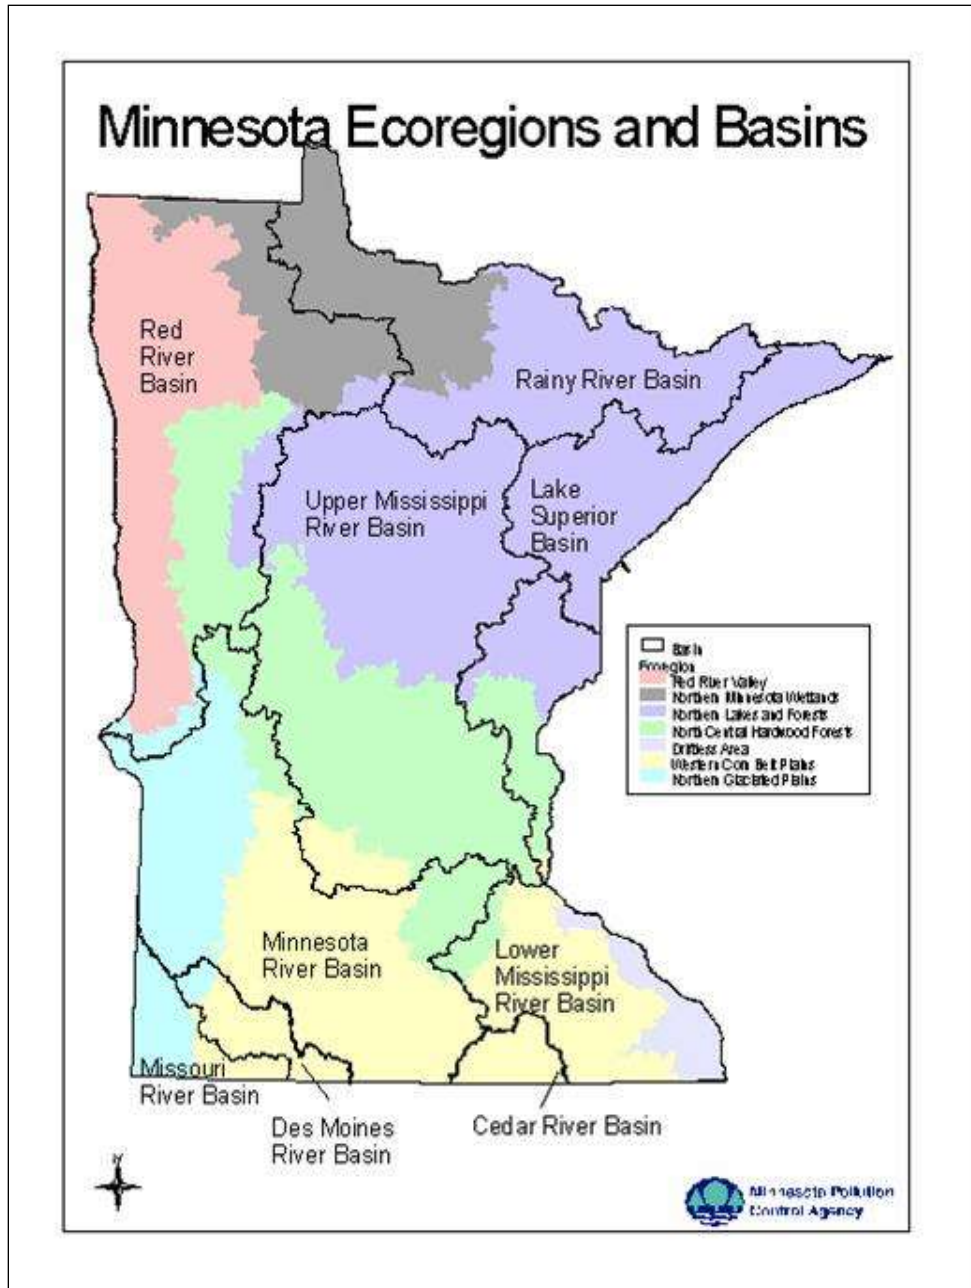 Minnesota Ecoregions and Basins
Red
River
Basin
Rainy River Basin
Upper Mississippi
River Basin
Lake
Superior
Basin
Basin
Ecoregion
Red River Valley
Northern Minnesota Wetlands
Northern Lakes and Forests
North Central Hardwood Forests
Driftless Area
Western Corn Belt Plains
Northern Glaciated Plains
Minnesota
River Basin
Lower
Mississippi
River Basin
Missouri
River Basin
Des Moines
River Basin
Cedar River Basin
N
Minnesota Pollution
Control Agency